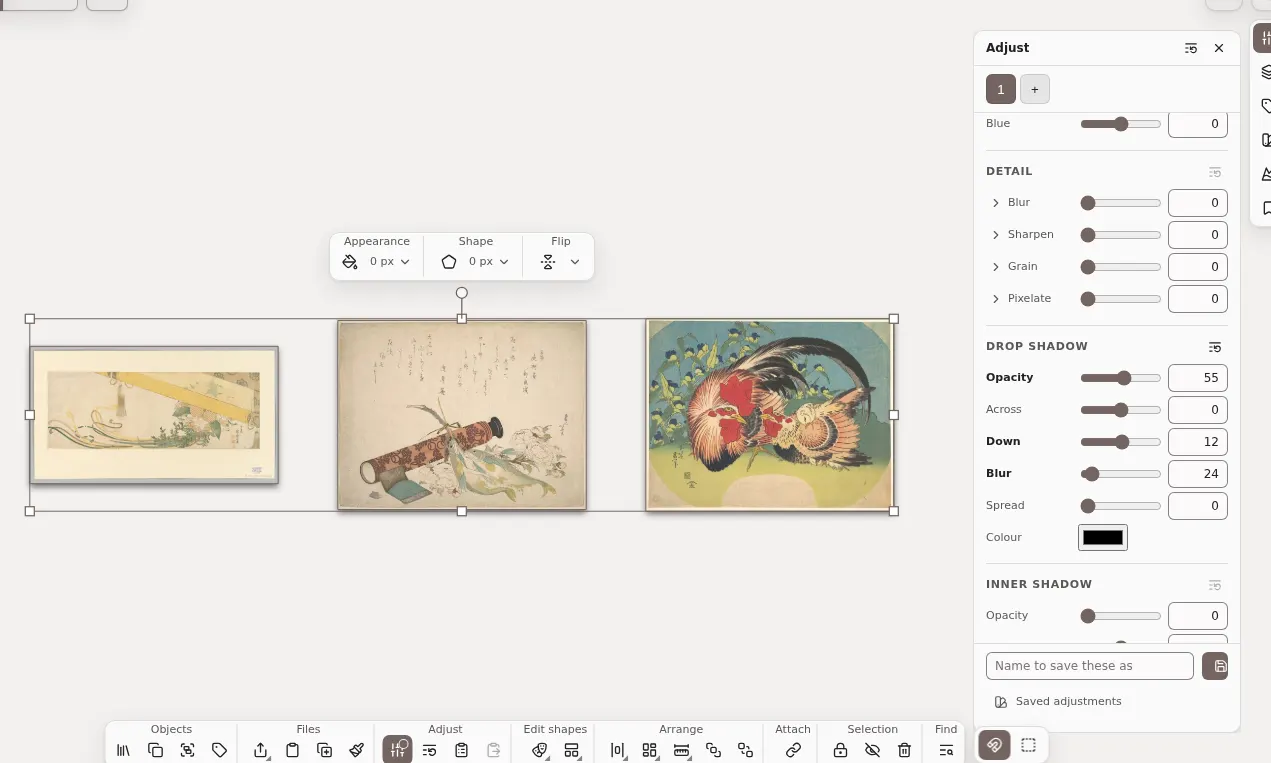 Adjust
1
+
Blue
0
DETAIL
Blur
0
Sharpen
0
Grain
0
Pixelate
0
DROP SHADOW
Opacity
55
Across
0
Down
12
Blur
24
Spread
0
Colour
INNER SHADOW
Opacity
0
Name to save these as
Saved adjustments
Appearance
Shape
Flip
0 px
0 px
Objects
Files
Adjust
Edit shapes
Arrange
Attach
Selection
Find